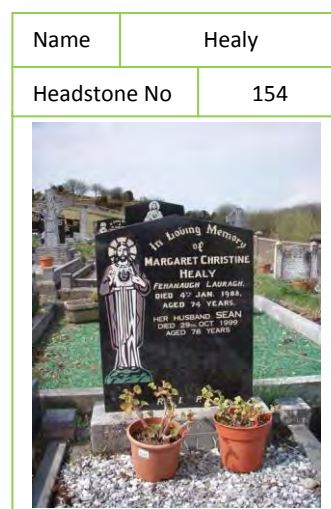 Name Healy
Headstone No 154
In Loving Memory
of
MARGARET CHRISTINE
HEALY
FEHANAUGH LAURAGH.
DIED 4TH JAN. 1988,
AGED 74 YEARS.
HER HUSBAND SEAN
DIED 29TH OCT 1999
AGED 78 YEARS
R. I. P.